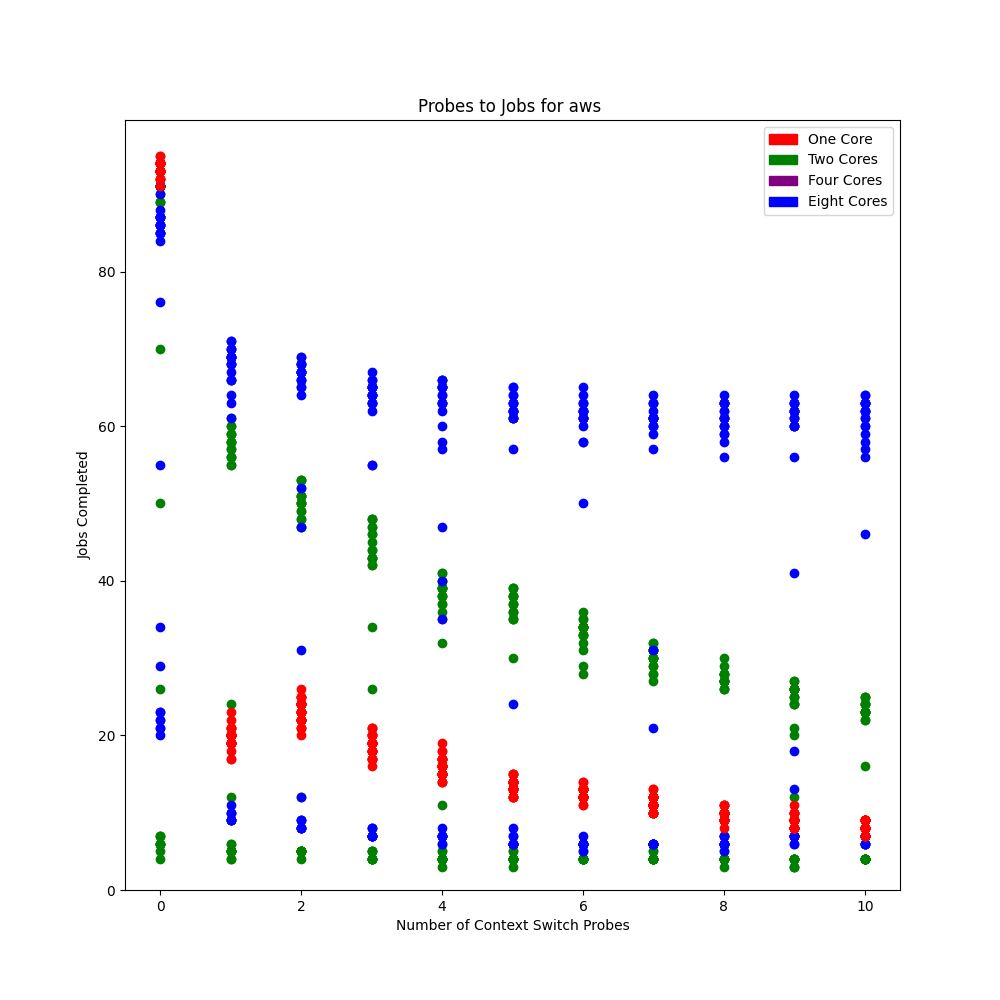 Probes to Jobs for aws
One Core
Two Cores
Four Cores
Eight Cores
80
60
40
20
0
Jobs Completed
0 2 4 6 8 10
Number of Context Switch Probes